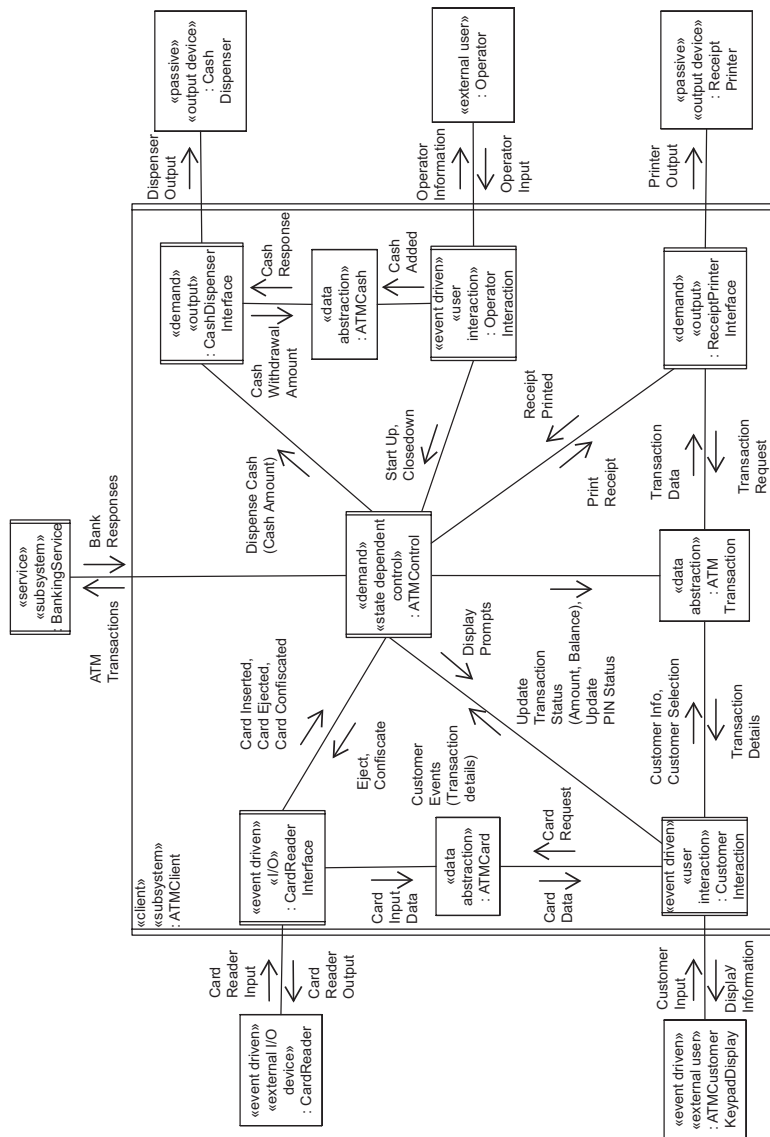 «service»
«subsystem»
: BankingService
ATM
Transactions
Bank
Responses
«client»
«subsystem»
: ATMClient
«event driven»
«external I/O
device»
: CardReader
Card
Reader
Input
Card
Reader
Output
«event driven»
«I/O»
: CardReader
Interface
Card Inserted,
Card Ejected,
Card Confiscated
Eject,
Confiscate
Dispense Cash
(Cash Amount)
«demand»
«output»
: CashDispenser
Interface
Dispenser
Output
«passive»
«output device»
: Cash
Dispenser
Card
Input
Data
Customer
Events
(Transaction
details)
«demand»
«state dependent
control»
: ATMControl
Cash
Withdrawal
Amount
Cash
Response
«data
abstraction»
: ATMCard
Display
Prompts
Start Up,
Closedown
«data
abstraction»
: ATMCash
Card
Data
Card
Request
Cash
Added
Update
Transaction
Status
(Amount, Balance),
Update
PIN Status
Print
Receipt
Receipt
Printed
«event driven»
«user
interaction»
: Operator
Interaction
Operator
Information
Operator
Input
«external user»
: Operator
«event driven»
«external user»
: ATMCustomer
KeypadDisplay
Customer
Input
Display
Information
«event driven»
«user
interaction»
: Customer
Interaction
Customer Info,
Customer Selection
Transaction
Details
«data
abstraction»
: ATM
Transaction
Transaction
Data
Transaction
Request
«demand»
«output»
: ReceiptPrinter
Interface
Printer
Output
«passive»
«output device»
: Receipt
Printer